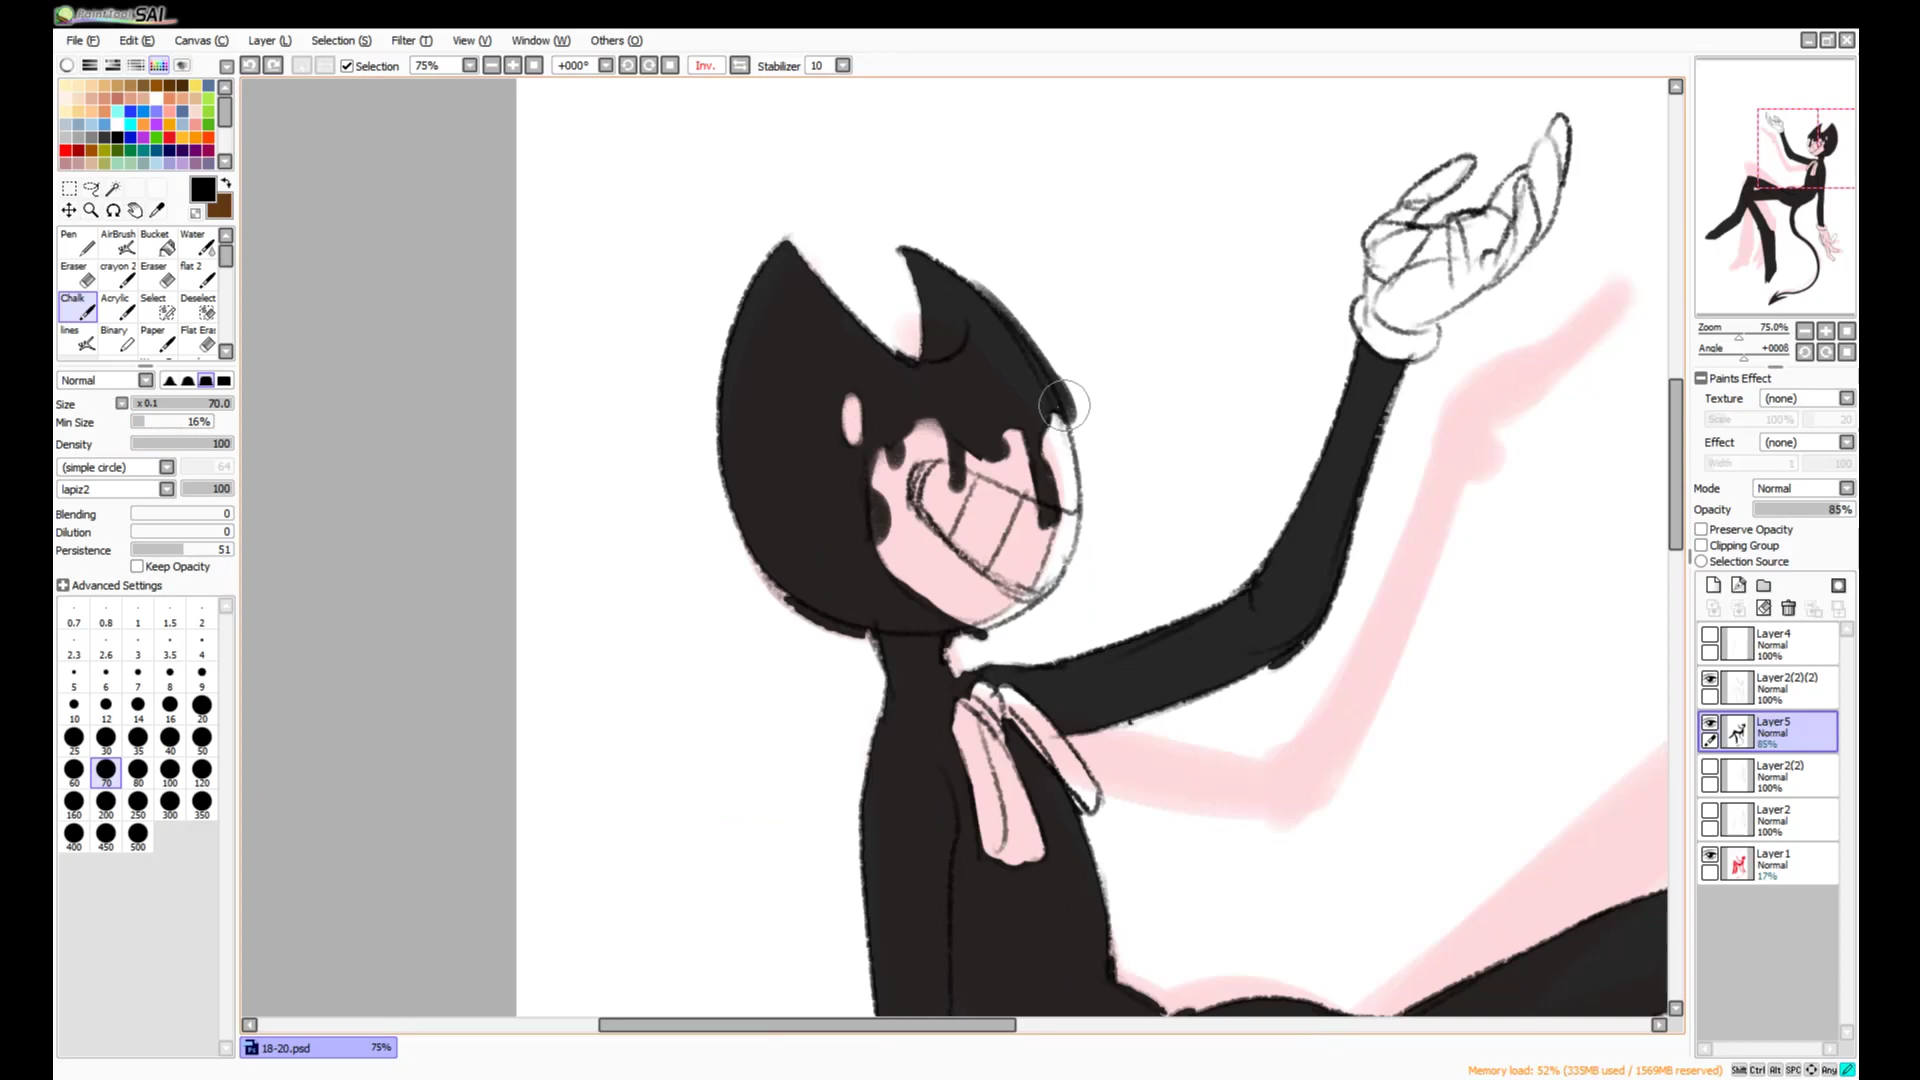 PaintTool SAI
File (F) Edit (E) Canvas (C) Layer (L) Selection (S) Filter (T) View (V) Window (W) Others (O)
Selection 75% +000° Inv. Stabilizer 10
Pen AirBrush Bucket Water
Eraser crayon 2 Eraser flat 2
Chalk Acrylic Select Deselect
lines Binary Paper Flat Era
Normal
Size x 0.1 70.0
Min Size 16%
Density 100
(simple circle) 64
lapiz2 100
Blending 0
Dilution 0
Persistence 51
Keep Opacity
Advanced Settings
0.7 0.8 1 1.5 2
2.3 2.6 3 3.5 4
5 6 7 8 9
10 12 14 16 20
25 30 35 40 50
60 70 80 100 120
160 200 250 300 350
400 450 500
18-20.psd 75%
Zoom 75.0%
Angle +000ß
Paints Effect
Texture (none)
Scale 100% 20
Effect (none)
Width 1 100
Mode Normal
Opacity 85%
Preserve Opacity
Clipping Group
Selection Source
Layer4
Normal
100%
Layer2(2)(2)
Normal
100%
Layer5
Normal
85%
Layer2(2)
Normal
100%
Layer2
Normal
100%
Layer1
Normal
17%
Memory load: 52% (335MB used / 1569MB reserved)
Shift Ctrl Alt SPC Any